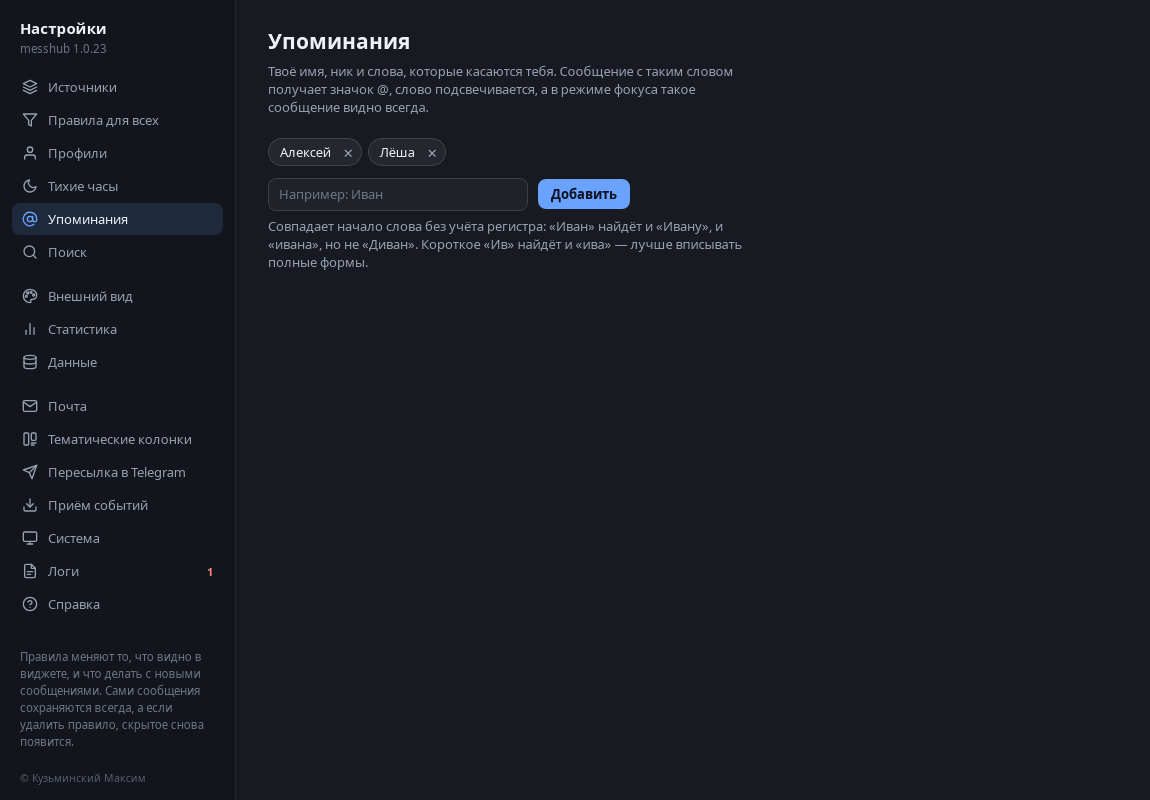 Настройки
messhub 1.0.23
Источники
Правила для всех
Профили
Тихие часы
Упоминания
Поиск
Внешний вид
Статистика
Данные
Почта
Тематические колонки
Пересылка в Telegram
Приём событий
Система
Логи 1
Справка
Правила меняют то, что видно в
виджете, и что делать с новыми
сообщениями. Сами сообщения
сохраняются всегда, а если
удалить правило, скрытое снова
появится.
© Кузьминский Максим
Упоминания
Твоё имя, ник и слова, которые касаются тебя. Сообщение с таким словом
получает значок @, слово подсвечивается, а в режиме фокуса такое
сообщение видно всегда.
Алексей × Лёша ×
Например: Иван Добавить
Совпадает начало слова без учёта регистра: «Иван» найдёт и «Ивану», и
«ивана», но не «Диван». Короткое «Ив» найдёт и «ива» — лучше вписывать
полные формы.